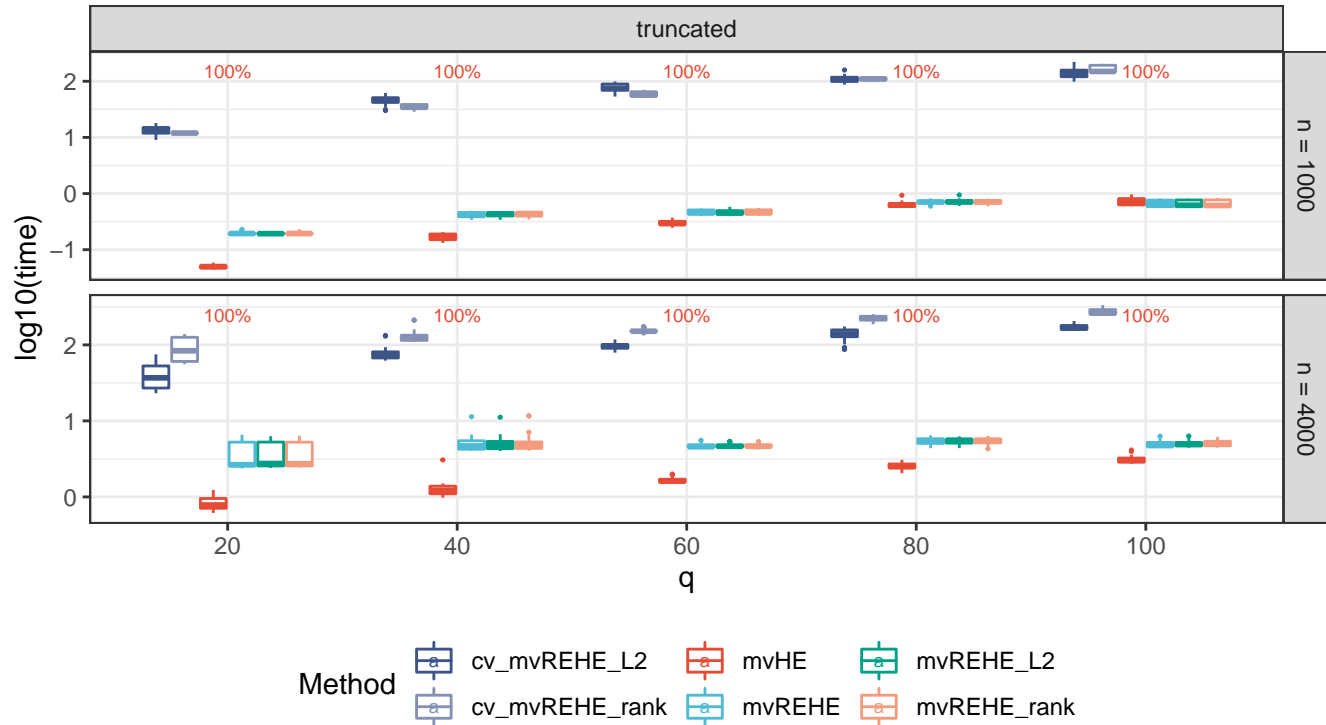 truncated
100% 100% 100% 100% 100%
2
1
0
−1
n = 1000
log10(time)
100% 100% 100% 100% 100%
2
1
0
n = 4000
20 40 60 80 100
q
Method
a cv_mvREHE_L2 a mvHE a mvREHE_L2
a cv_mvREHE_rank a mvREHE a mvREHE_rank